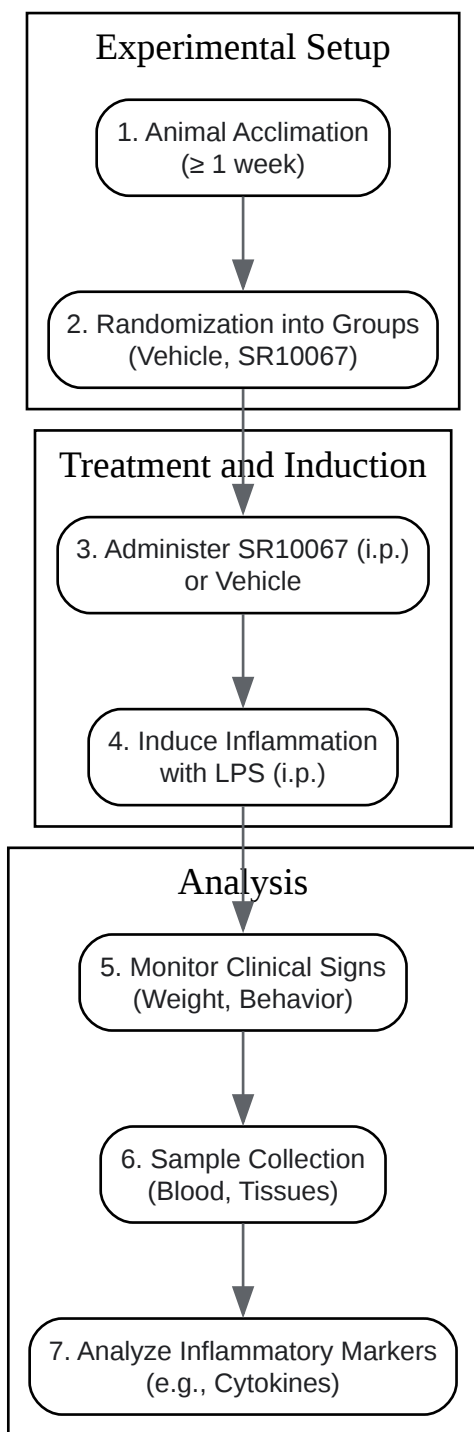 Experimental Setup
1. Animal Acclimation
(≥ 1 week)
2. Randomization into Groups
(Vehicle, SR10067)
Treatment and Induction
3. Administer SR10067 (i.p.)
or Vehicle
4. Induce Inflammation
with LPS (i.p.)
Analysis
5. Monitor Clinical Signs
(Weight, Behavior)
6. Sample Collection
(Blood, Tissues)
7. Analyze Inflammatory Markers
(e.g., Cytokines)